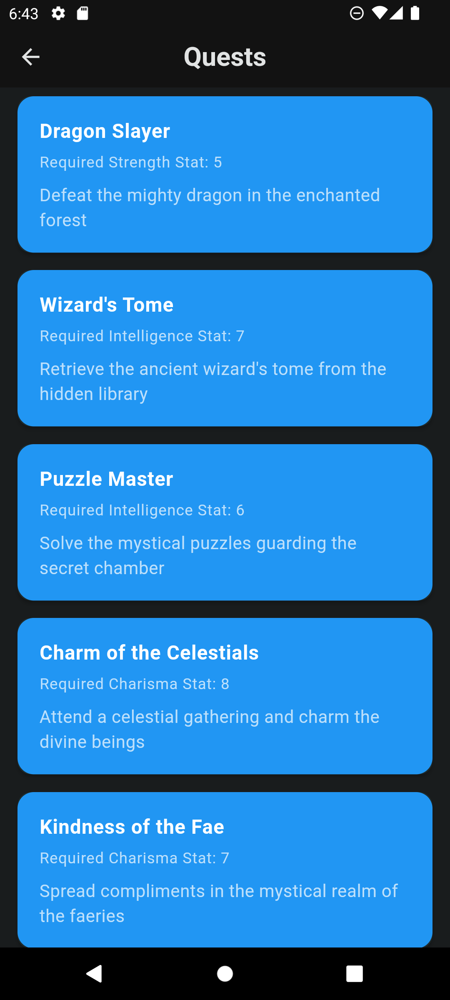 6:43
Quests
Dragon Slayer
Required Strength Stat: 5
Defeat the mighty dragon in the enchanted
forest
Wizard's Tome
Required Intelligence Stat: 7
Retrieve the ancient wizard's tome from the
hidden library
Puzzle Master
Required Intelligence Stat: 6
Solve the mystical puzzles guarding the
secret chamber
Charm of the Celestials
Required Charisma Stat: 8
Attend a celestial gathering and charm the
divine beings
Kindness of the Fae
Required Charisma Stat: 7
Spread compliments in the mystical realm of
the faeries